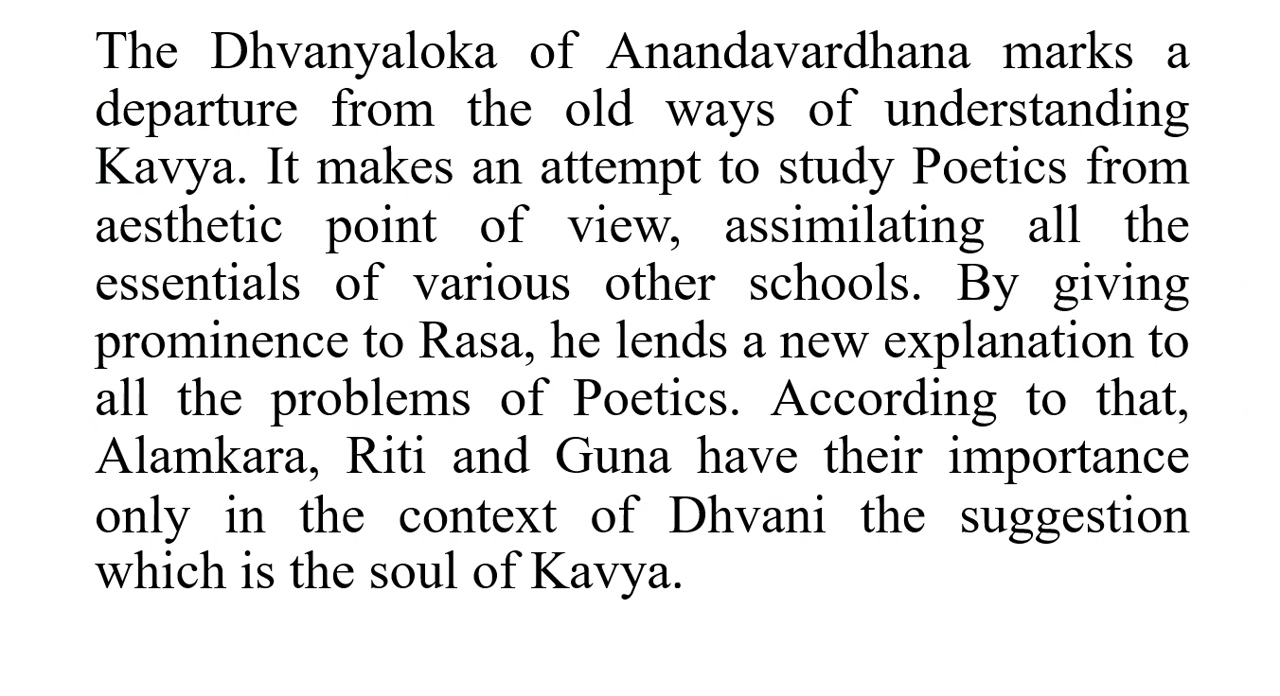 The Dhvanyaloka of Anandavardhana marks a
departure from the old ways of understanding
Kavya. It makes an attempt to study Poetics from
aesthetic point of view, assimilating all the
essentials of various other schools. By giving
prominence to Rasa, he lends a new explanation to
all the problems of Poetics. According to that,
Alamkara, Riti and Guna have their importance
only in the context of Dhvani the suggestion
which is the soul of Kavya.